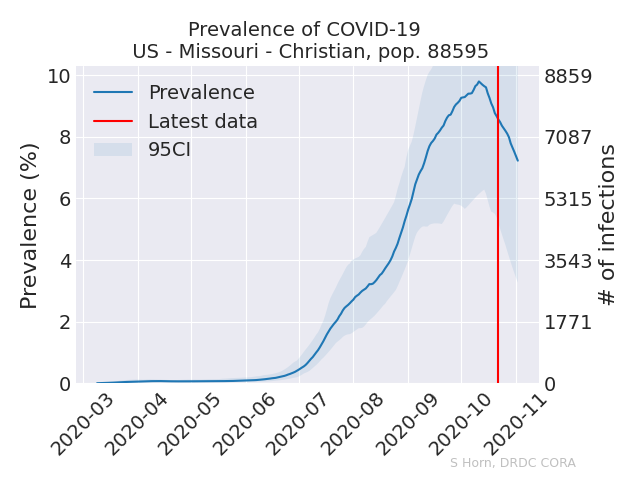 Prevalence of COVID-19
US - Missouri - Christian, pop. 88595
Prevalence
Latest data
95CI
Prevalence (%)
10
8
6
4
2
0
8859
7087
5315
3543
1771
0
# of infections
2020-03
2020-04
2020-05
2020-06
2020-07
2020-08
2020-09
2020-10
2020-11
S Horn, DRDC CORA